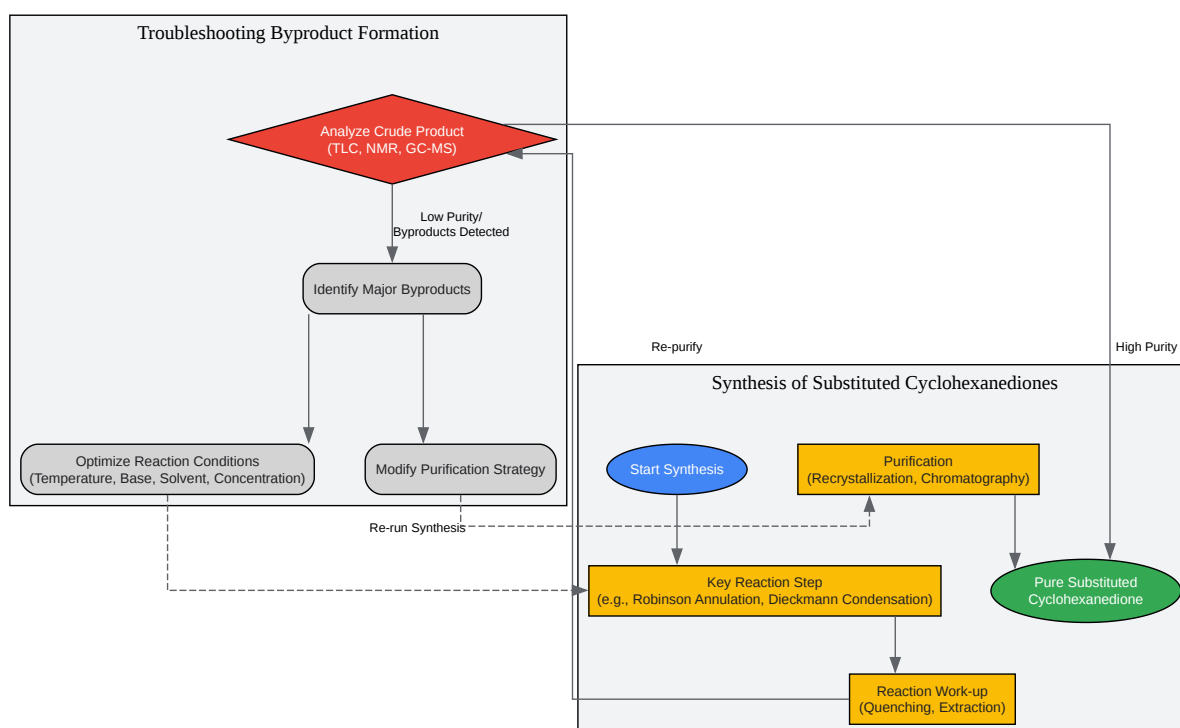 Troubleshooting Byproduct Formation
Analyze Crude Product
(TLC, NMR, GC-MS)
Low Purity/
Byproducts Detected
Identify Major Byproducts
Optimize Reaction Conditions
(Temperature, Base, Solvent, Concentration)
Modify Purification Strategy
Re-run Synthesis
Re-purify
High Purity
Synthesis of Substituted Cyclohexanediones
Start Synthesis
Purification
(Recrystallization, Chromatography)
Key Reaction Step
(e.g., Robinson Annulation, Dieckmann Condensation)
Pure Substituted
Cyclohexanedione
Reaction Work-up
(Quenching, Extraction)